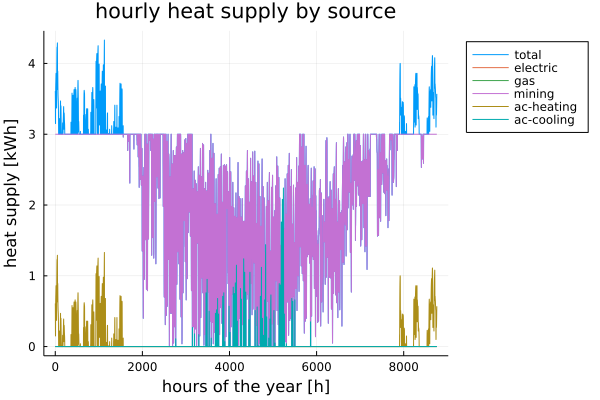 hourly heat supply by source
heat supply [kWh]
4
3
2
1
0
0 2000 4000 6000 8000
hours of the year [h]
total
electric
gas
mining
ac-heating
ac-cooling